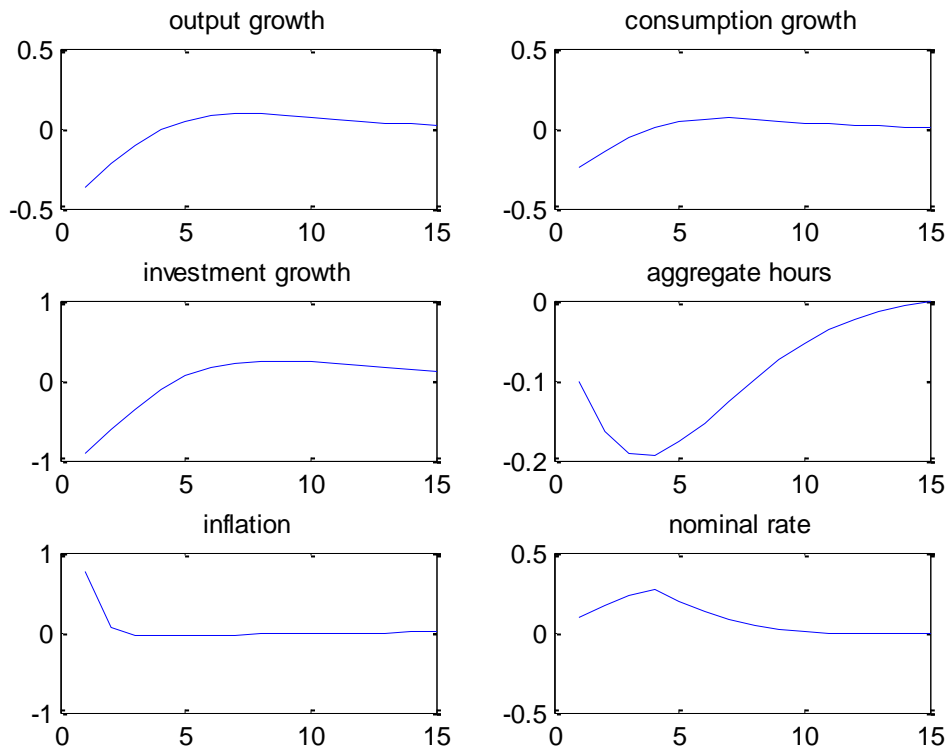 output growth
0.5
0
-0.5
0 5 10 15
consumption growth
0.5
0
-0.5
0 5 10 15
investment growth
1
0
-1
0 5 10 15
aggregate hours
0
-0.1
-0.2
0 5 10 15
inflation
1
0
-1
0 5 10 15
nominal rate
0.5
0
-0.5
0 5 10 15